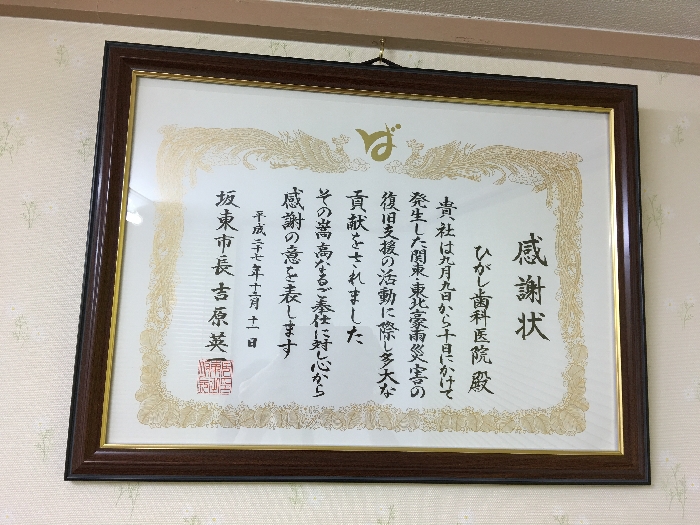 感謝状
ひがし歯科医院 殿
貴社は九月九日から十日にかけて
発生した関東・東北豪雨災害の
復旧支援の活動に際し多大な
貢献をされました
その崇高なるご奉仕に対し心から
感謝の意を表します
平成二十七年十二月十一日
坂東市長 吉原英一